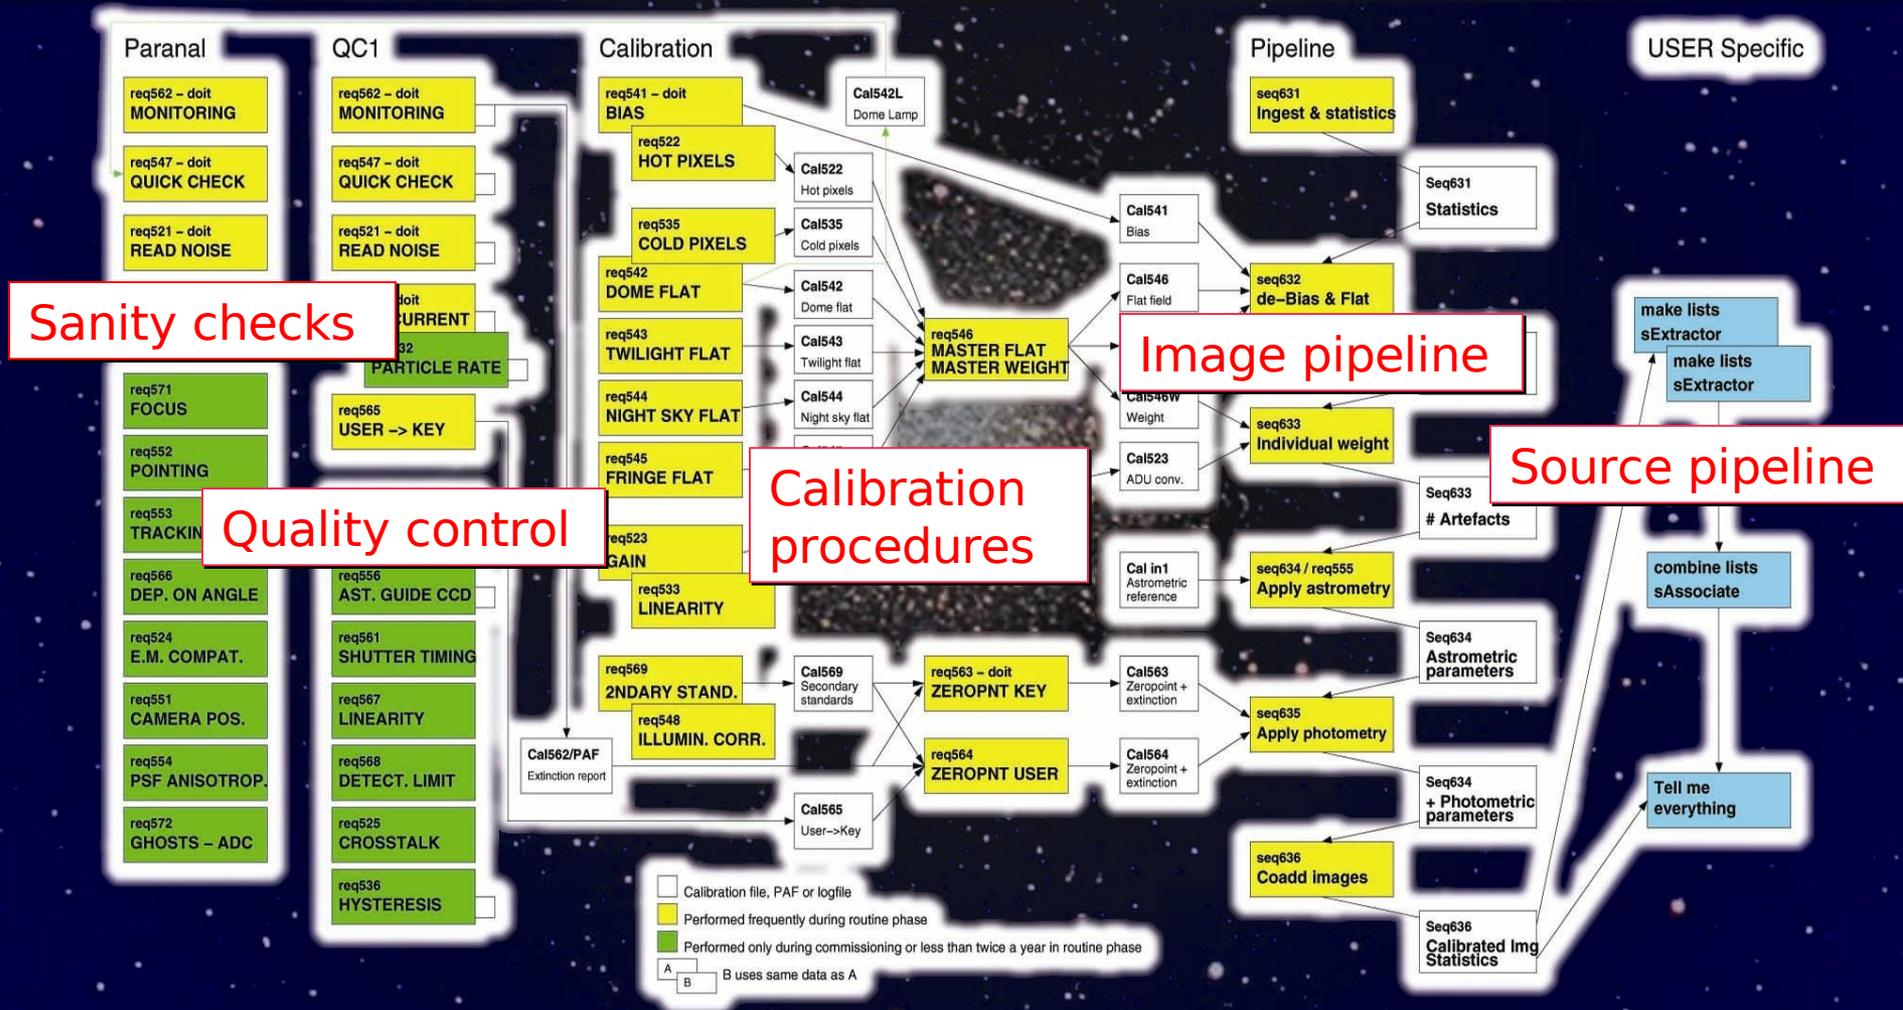 Paranal
req562 – doit
MONITORING
req547 – doit
QUICK CHECK
req521 – doit
READ NOISE
Sanity checks
req571
FOCUS
req552
POINTING
req553
TRACKIN
req566
DEP. ON ANGLE
req524
E.M. COMPAT.
req551
CAMERA POS.
req554
PSF ANISOTROP.
req572
GHOSTS – ADC
QC1
req562 – doit
MONITORING
req547 – doit
QUICK CHECK
req521 – doit
READ NOISE
doit
CURRENT
32
PARTICLE RATE
req565
USER –> KEY
Quality control
req556
AST. GUIDE CCD
req561
SHUTTER TIMING
req567
LINEARITY
req568
DETECT. LIMIT
req525
CROSSTALK
req536
HYSTERESIS
Calibration
req541 – doit
BIAS
req522
HOT PIXELS
req535
COLD PIXELS
req542
DOME FLAT
req543
TWILIGHT FLAT
req544
NIGHT SKY FLAT
req545
FRINGE FLAT
req523
GAIN
req533
LINEARITY
req569
2NDARY STAND.
req548
ILLUMIN. CORR.
Cal562/PAF
Extinction report
Cal542L
Dome Lamp
Cal522
Hot pixels
Cal535
Cold pixels
Cal542
Dome flat
Cal543
Twilight flat
Cal544
Night sky flat
Calibration
procedures
Cal569
Secondary
standards
Cal565
User–>Key
req546
MASTER FLAT
MASTER WEIGHT
req563 – doit
ZEROPNT KEY
req564
ZEROPNT USER
Cal541
Bias
Cal546
Flat field
Cal546W
Weight
Cal523
ADU conv.
Cal in1
Astrometric
reference
Cal563
Zeropoint +
extinction
Cal564
Zeropoint +
extinction
Pipeline
seq631
Ingest & statistics
Seq631
Statistics
seq632
de–Bias & Flat
Image pipeline
seq633
Individual weight
Seq633
# Artefacts
seq634 / req555
Apply astrometry
Seq634
Astrometric
parameters
seq635
Apply photometry
Seq634
+ Photometric
parameters
seq636
Coadd images
Seq636
Calibrated Img
Statistics
USER Specific
make lists
sExtractor
make lists
sExtractor
Source pipeline
combine lists
sAssociate
Tell me
everything
Calibration file, PAF or logfile
Performed frequently during routine phase
Performed only during commissioning or less than twice a year in routine phase
A
B
B uses same data as A